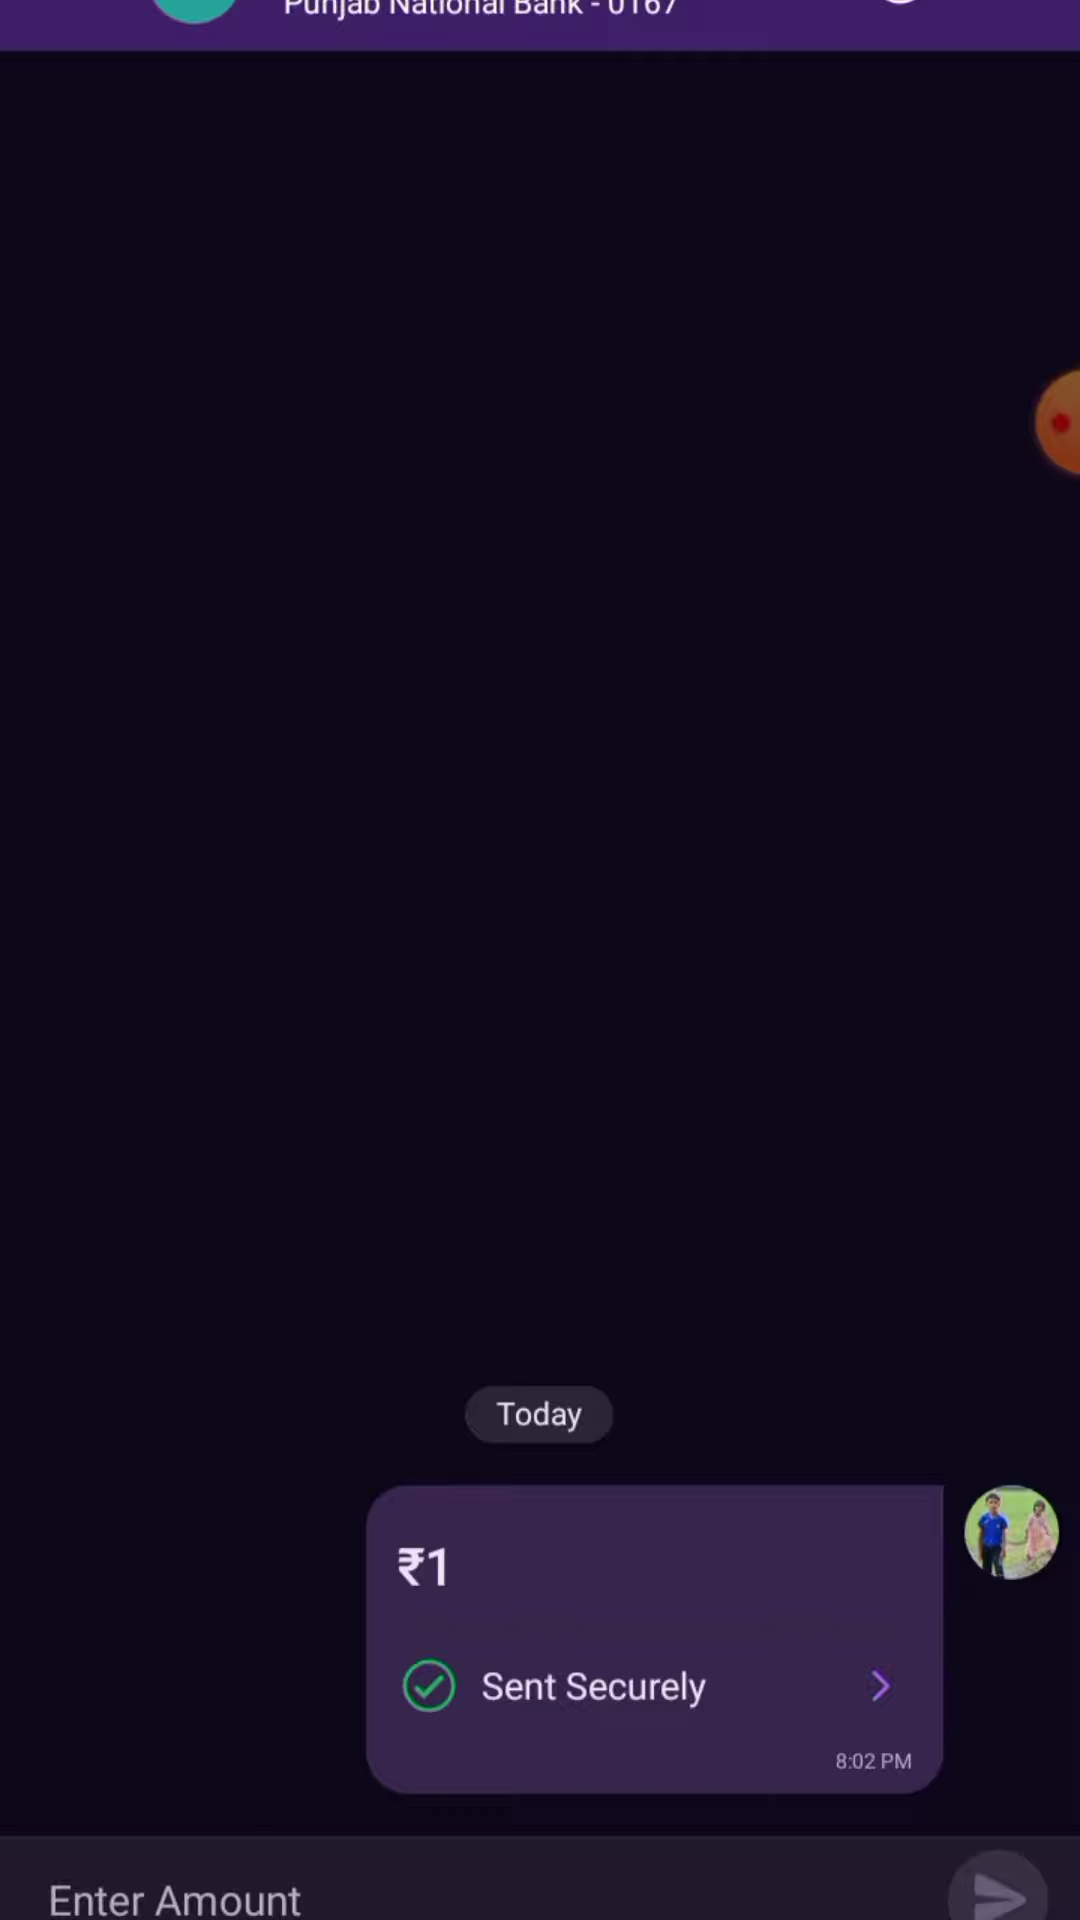 Punjab National Bank - 0167
Today
₹1
Sent Securely
8:02 PM
Enter Amount